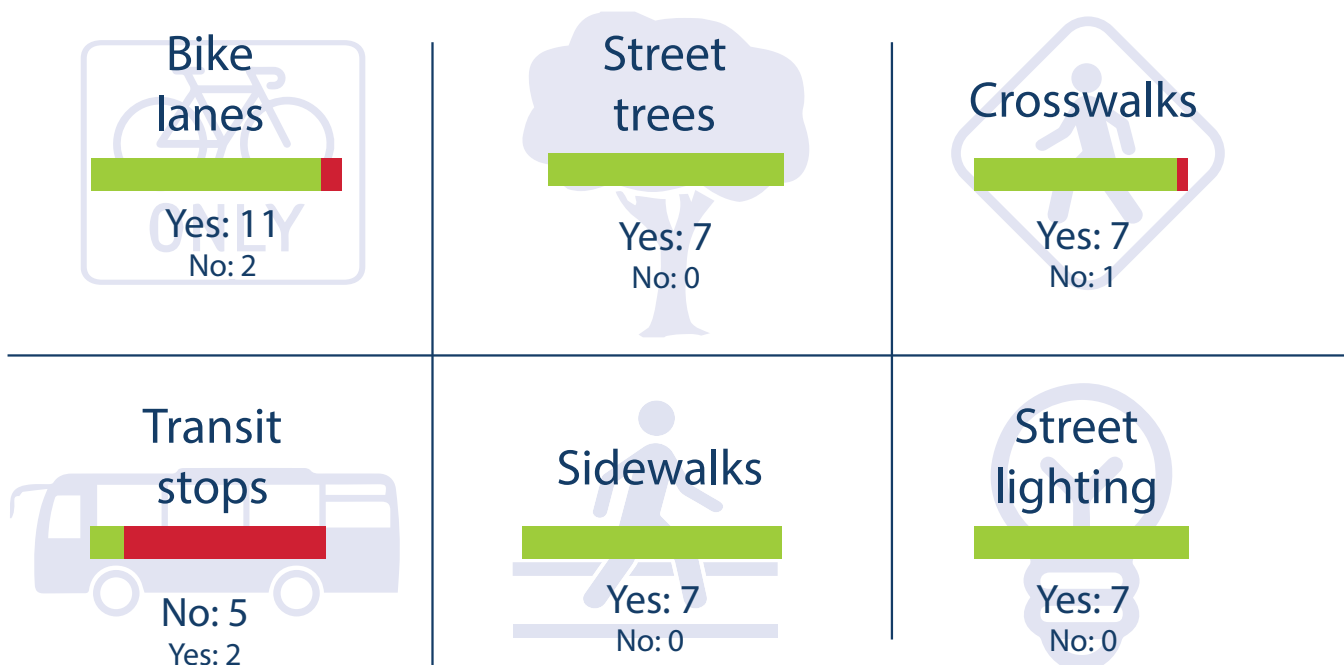 Bike
lanes
ONLY
Yes: 11
No: 2
Street
trees
Yes: 7
No: 0
Crosswalks
Yes: 7
No: 1
Transit
stops
No: 5
Yes: 2
Sidewalks
Yes: 7
No: 0
Street
lighting
Yes: 7
No: 0